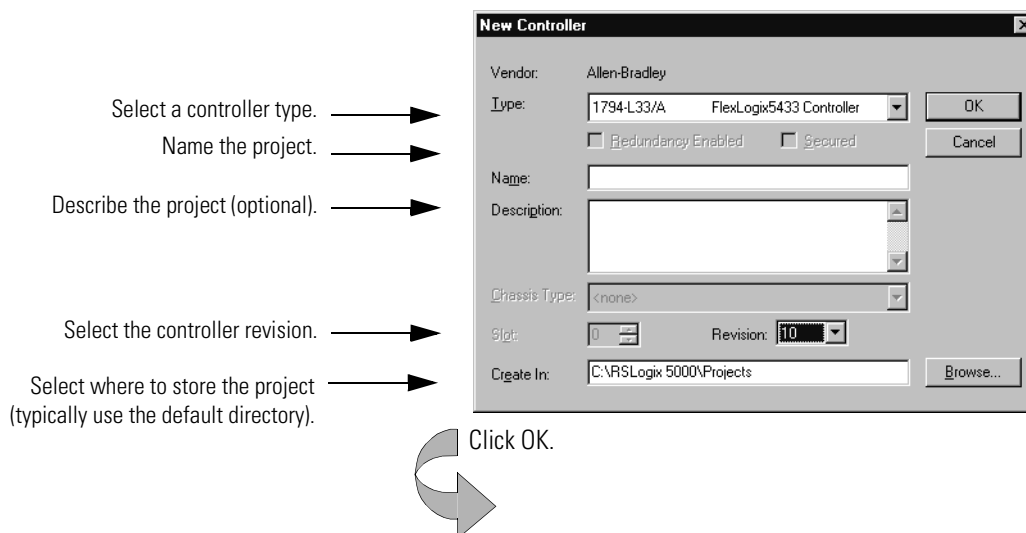 New Controller
Vendor: Allen-Bradley
Select a controller type.
Type: 1794-L33/A FlexLogix5433 Controller OK
Redundancy Enabled Secured Cancel
Name the project.
Name:
Describe the project (optional).
Description:
Chassis Type: <none>
Select the controller revision.
Slot: 0 Revision: 10
Select where to store the project
(typically use the default directory).
Create In: C:\RSLogix 5000\Projects Browse...
Click OK.